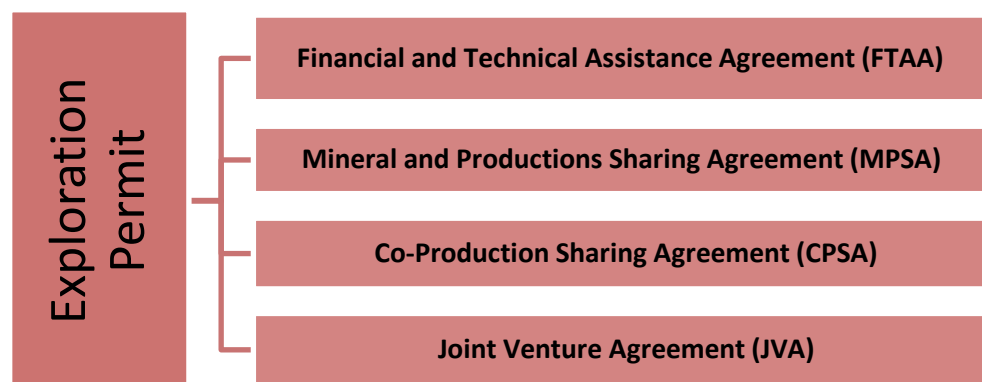 Exploration
Permit
Financial and Technical Assistance Agreement (FTAA)
Mineral and Productions Sharing Agreement (MPSA)
Co-Production Sharing Agreement (CPSA)
Joint Venture Agreement (JVA)